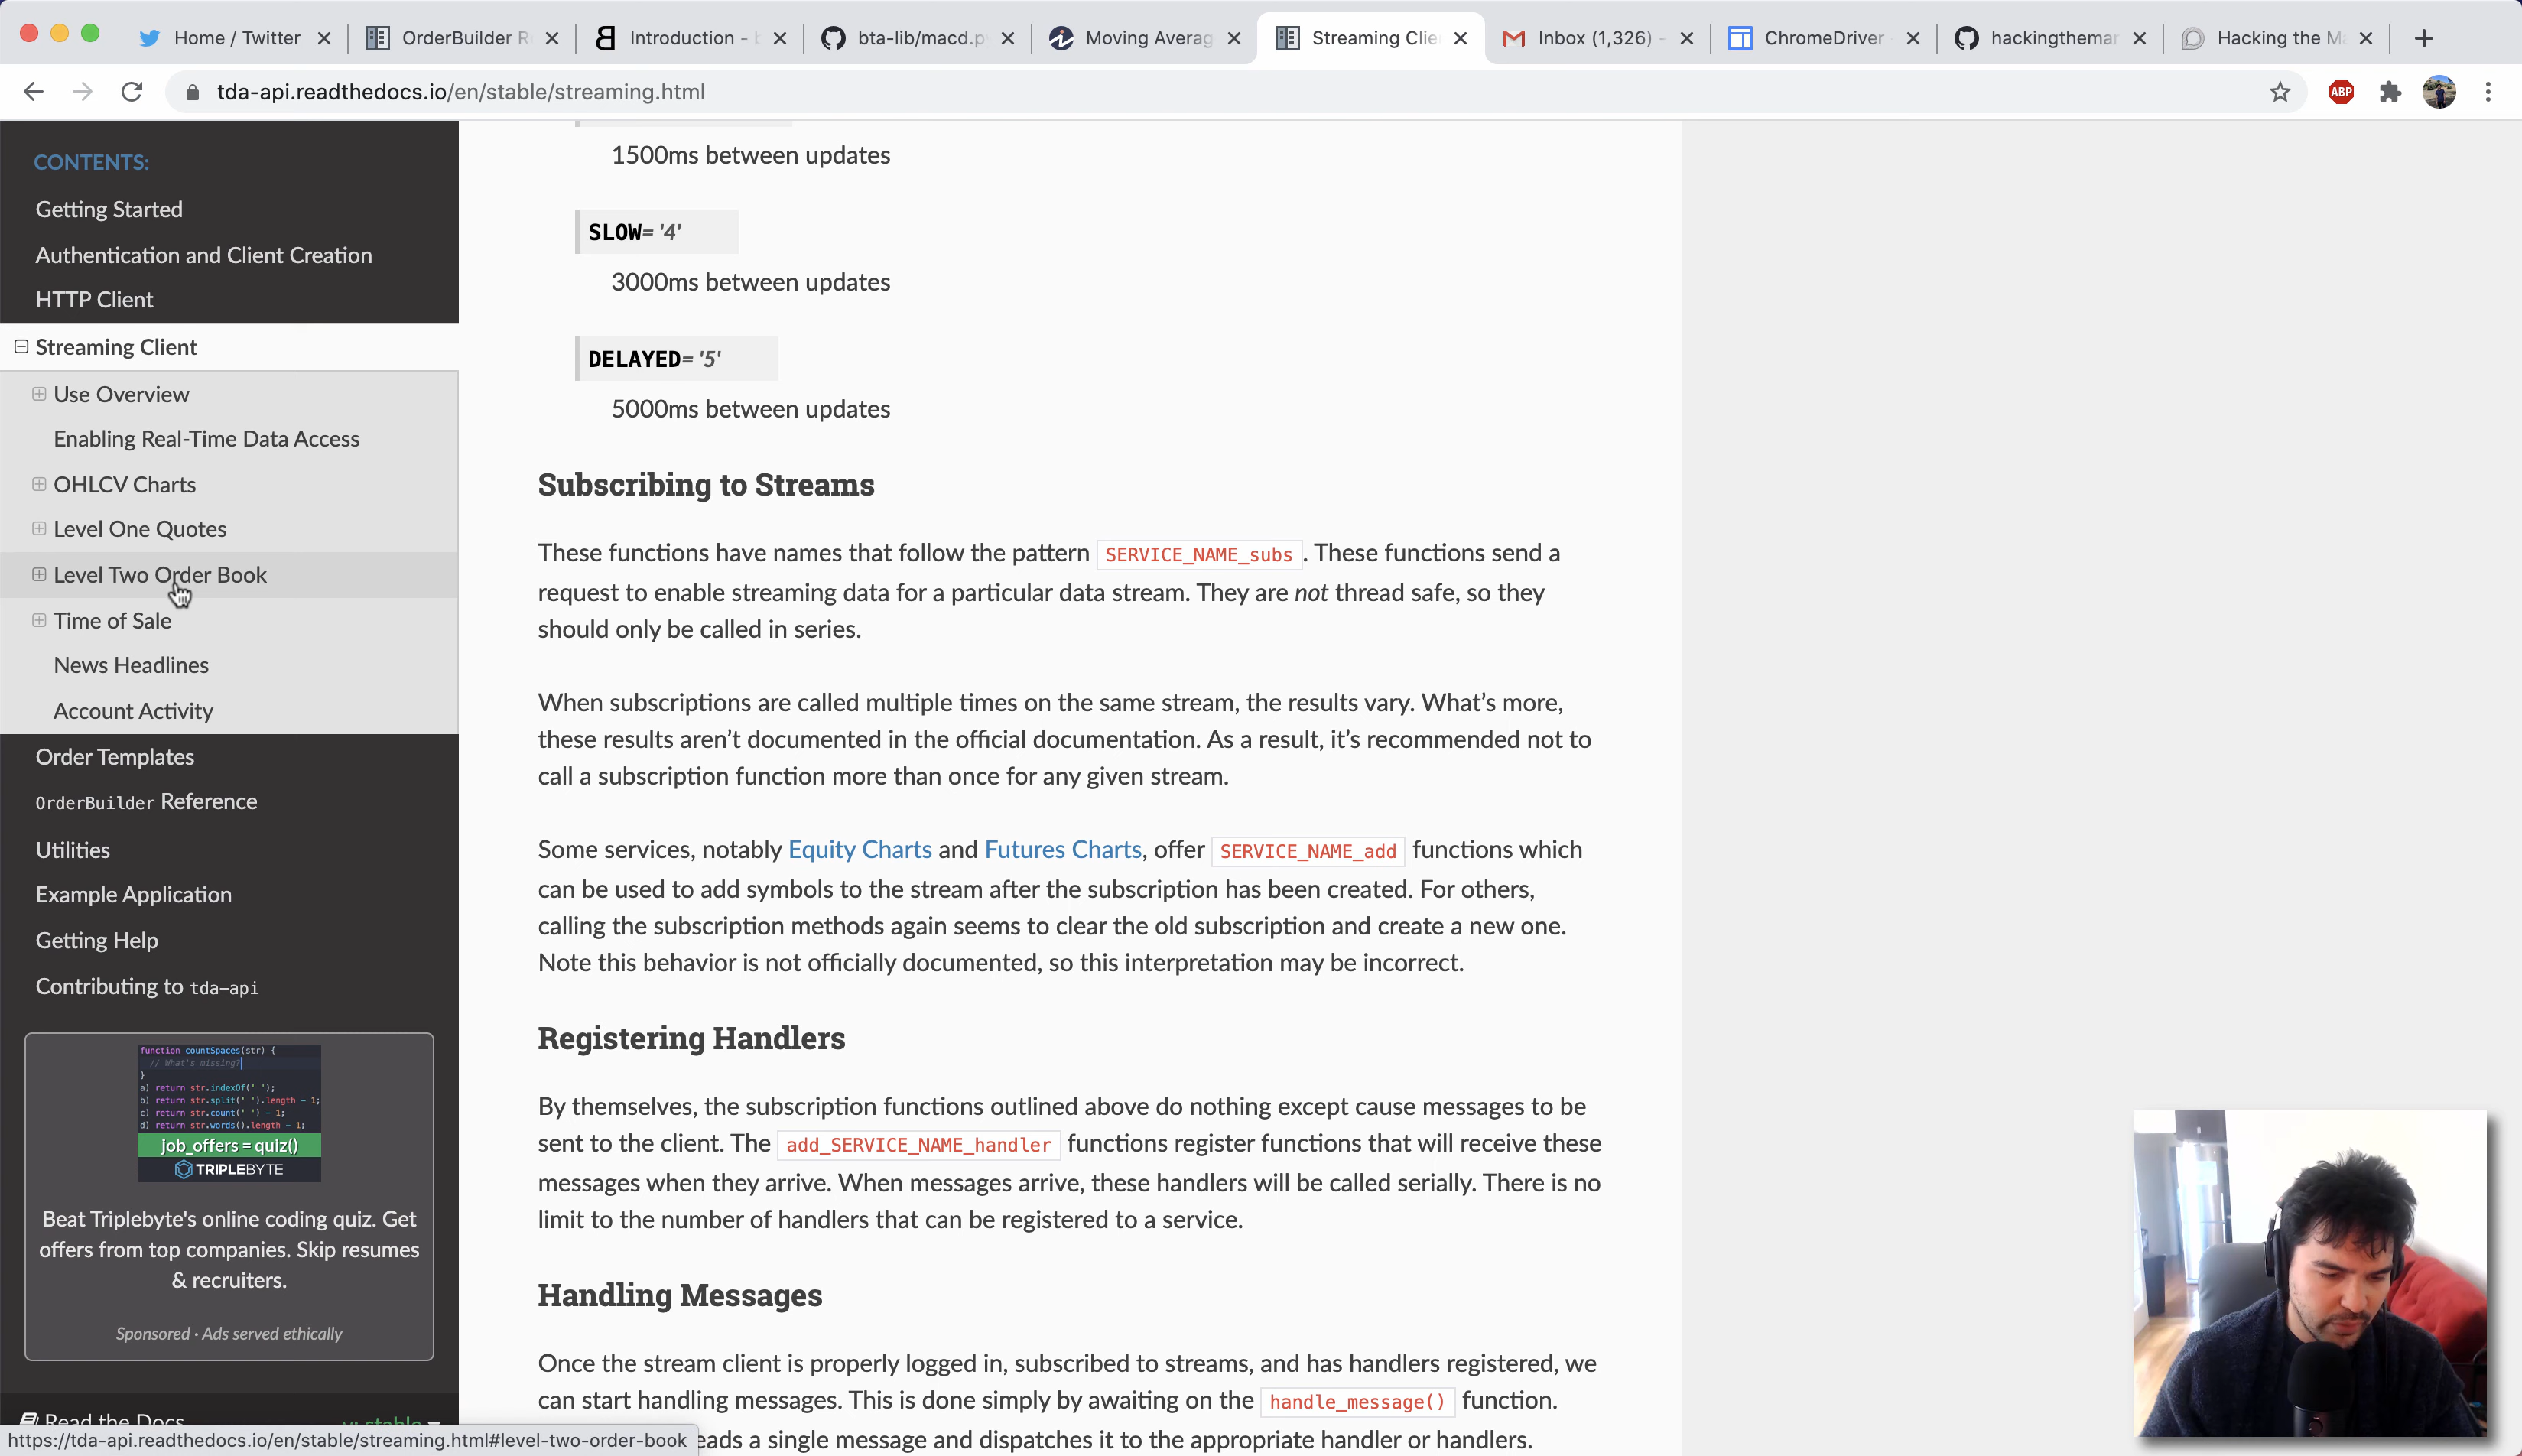 Home / Twitter
OrderBuilder R
Introduction - b
bta-lib/macd.p
Moving Averag
Streaming Clie
Inbox (1,326) -
ChromeDriver
hackingthemar
Hacking the Ma
tda-api.readthedocs.io/en/stable/streaming.html
ABP
CONTENTS:
Getting Started
Authentication and Client Creation
HTTP Client
Streaming Client
Use Overview
Enabling Real-Time Data Access
OHLCV Charts
Level One Quotes
Level Two Order Book
Time of Sale
News Headlines
Account Activity
Order Templates
OrderBuilder Reference
Utilities
Example Application
Getting Help
Contributing to tda-api
function countSpaces(str) {
// What's missing?
}
a) return str.indexOf(' ');
b) return str.split(' ').length - 1;
c) return str.count(' ') - 1;
d) return str.words().length - 1;
job_offers = quiz()
TRIPLEBYTE
Beat Triplebyte's online coding quiz. Get
offers from top companies. Skip resumes
& recruiters.
Sponsored · Ads served ethically
Read the Docs
v: stable
https://tda-api.readthedocs.io/en/stable/streaming.html#level-two-order-book
1500ms between updates
SLOW= '4'
3000ms between updates
DELAYED= '5'
5000ms between updates
Subscribing to Streams
These functions have names that follow the pattern SERVICE_NAME_subs. These functions send a
request to enable streaming data for a particular data stream. They are not thread safe, so they
should only be called in series.
When subscriptions are called multiple times on the same stream, the results vary. What's more,
these results aren't documented in the official documentation. As a result, it's recommended not to
call a subscription function more than once for any given stream.
Some services, notably Equity Charts and Futures Charts, offer SERVICE_NAME_add functions which
can be used to add symbols to the stream after the subscription has been created. For others,
calling the subscription methods again seems to clear the old subscription and create a new one.
Note this behavior is not officially documented, so this interpretation may be incorrect.
Registering Handlers
By themselves, the subscription functions outlined above do nothing except cause messages to be
sent to the client. The add_SERVICE_NAME_handler functions register functions that will receive these
messages when they arrive. When messages arrive, these handlers will be called serially. There is no
limit to the number of handlers that can be registered to a service.
Handling Messages
Once the stream client is properly logged in, subscribed to streams, and has handlers registered, we
can start handling messages. This is done simply by awaiting on the handle_message() function.
eads a single message and dispatches it to the appropriate handler or handlers.